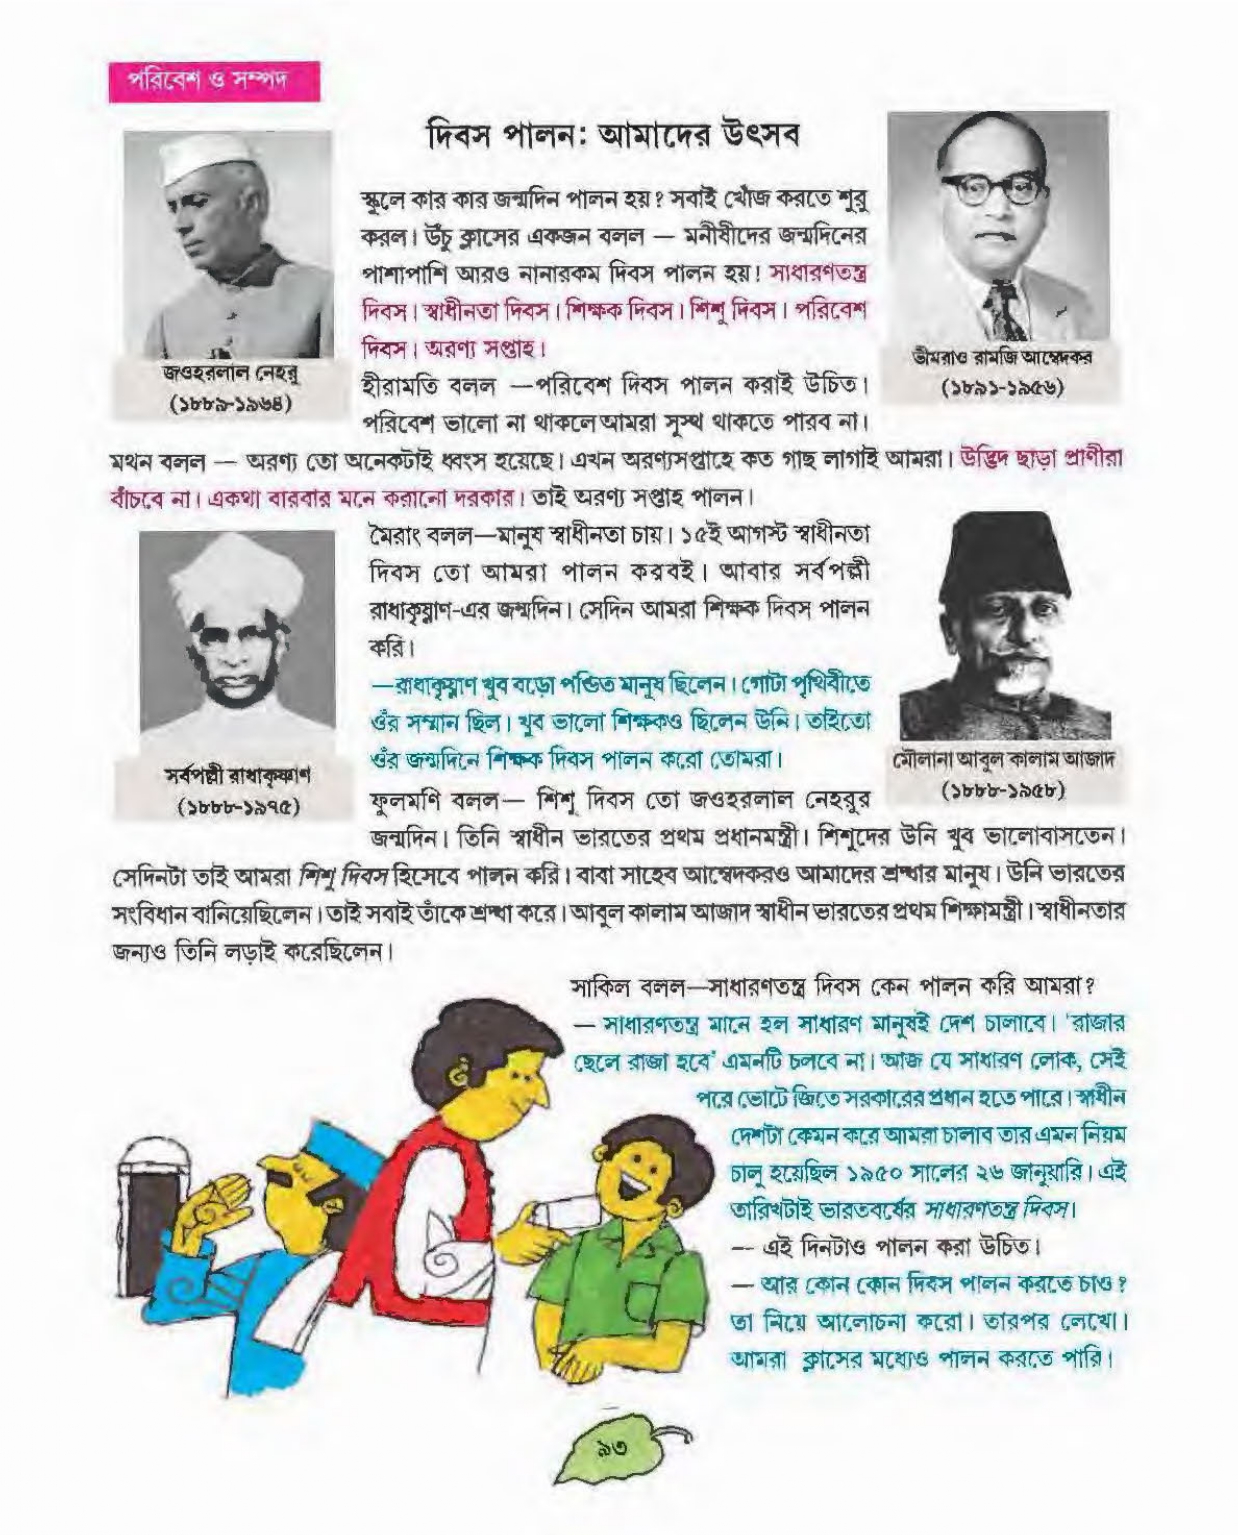 পরিবেশ ও সম্পদ
দিবস পালন: আমাদের উৎসব
স্কুলে কার কার জন্মদিন পালন হয়? সবাই খোঁজ করতে শুরু
করল। উঁচু ক্লাসের একজন বলল — মনীষীদের জন্মদিনের
পাশাপাশি আরও নানারকম দিবস পালন হয়! সাধারণতন্ত্র
দিবস। স্বাধীনতা দিবস। শিক্ষক দিবস। শিশু দিবস। পরিবেশ
দিবস। অরণ্য সপ্তাহ।
জওহরলাল নেহরু
(১৮৮৯-১৯৬৪)
ভীমরাও রামজি আম্বেদকর
(১৮৯১-১৯৫৬)
হীরামতি বলল —পরিবেশ দিবস পালন করাই উচিত।
পরিবেশ ভালো না থাকলে আমরা সুস্থ থাকতে পারব না।
মথন বলল — অরণ্য তো অনেকটাই ধ্বংস হয়েছে। এখন অরণ্যসপ্তাহে কত গাছ লাগাই আমরা। উদ্ভিদ ছাড়া প্রাণীরা
বাঁচবে না। একথা বারবার মনে করানো দরকার। তাই অরণ্য সপ্তাহ পালন।
মৈরাং বলল—মানুষ স্বাধীনতা চায়। ১৫ই আগস্ট স্বাধীনতা
দিবস তো আমরা পালন করবই। আবার সর্বপল্লী
রাধাকৃষ্ণাণ-এর জন্মদিন। সেদিন আমরা শিক্ষক দিবস পালন
করি।
—রাধাকৃষ্ণাণ খুব বড়ো পণ্ডিত মানুষ ছিলেন। গোটা পৃথিবীতে
ওঁর সম্মান ছিল। খুব ভালো শিক্ষকও ছিলেন উনি। তাইতো
ওঁর জন্মদিনে শিক্ষক দিবস পালন করো তোমরা।
সর্বপল্লী রাধাকৃষ্ণাণ
(১৮৮৮-১৯৭৫)
মৌলানা আবুল কালাম আজাদ
(১৮৮৮-১৯৫৮)
ফুলমণি বলল— শিশু দিবস তো জওহরলাল নেহরুর
জন্মদিন। তিনি স্বাধীন ভারতের প্রথম প্রধানমন্ত্রী। শিশুদের উনি খুব ভালোবাসতেন।
সেদিনটা তাই আমরা শিশু দিবস হিসেবে পালন করি। বাবা সাহেব আম্বেদকরও আমাদের শ্রদ্ধার মানুষ। উনি ভারতের
সংবিধান বানিয়েছিলেন। তাই সবাই তাঁকে শ্রদ্ধা করে। আবুল কালাম আজাদ স্বাধীন ভারতের প্রথম শিক্ষামন্ত্রী। স্বাধীনতার
জন্যও তিনি লড়াই করেছিলেন।
সাকিল বলল—সাধারণতন্ত্র দিবস কেন পালন করি আমরা?
— সাধারণতন্ত্র মানে হল সাধারণ মানুষই দেশ চালাবে। 'রাজার
ছেলে রাজা হবে' এমনটি চলবে না। আজ যে সাধারণ লোক, সেই
পরে ভোটে জিতে সরকারের প্রধান হতে পারে। স্বাধীন
দেশটা কেমন করে আমরা চালাব তার এমন নিয়ম
চালু হয়েছিল ১৯৫০ সালের ২৬ জানুয়ারি। এই
তারিখটাই ভারতবর্ষের সাধারণতন্ত্র দিবস।
— এই দিনটাও পালন করা উচিত।
— আর কোন কোন দিবস পালন করতে চাও?
তা নিয়ে আলোচনা করো। তারপর লেখো।
আমরা ক্লাসের মধ্যেও পালন করতে পারি।
৯৩